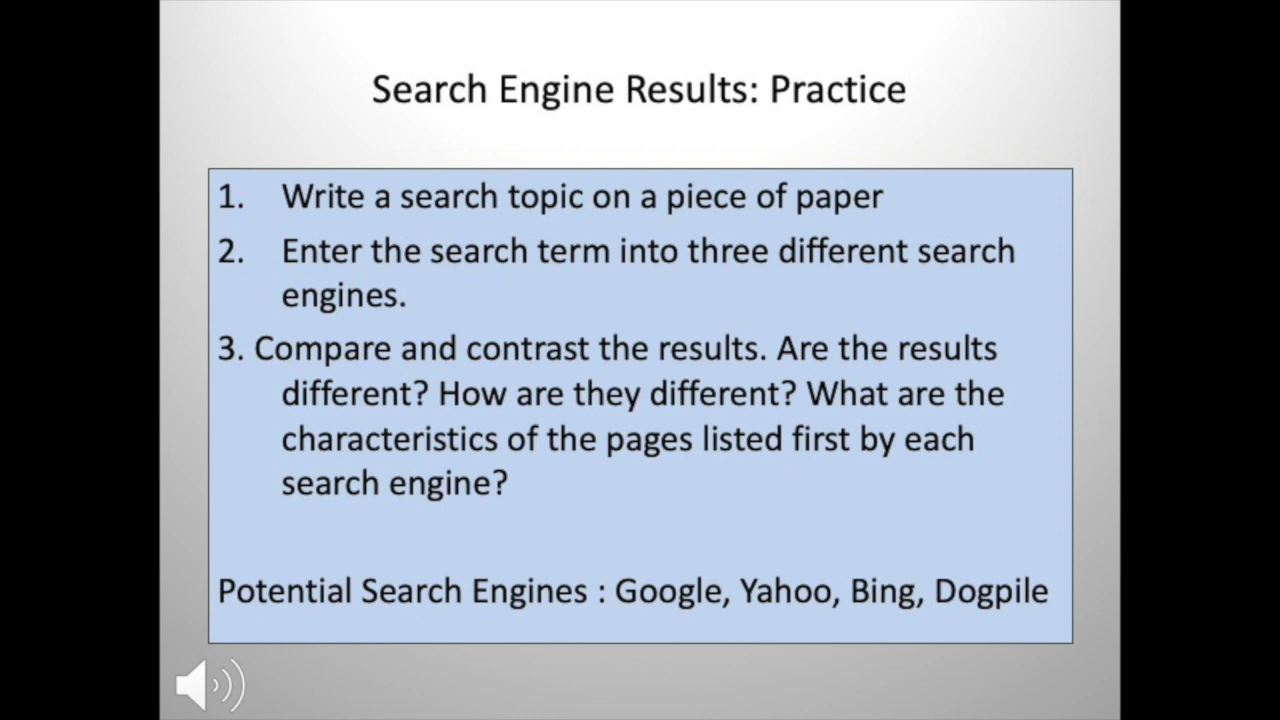 Search Engine Results: Practice
1. Write a search topic on a piece of paper
2. Enter the search term into three different search
engines.
3. Compare and contrast the results. Are the results
different? How are they different? What are the
characteristics of the pages listed first by each
search engine?
Potential Search Engines : Google, Yahoo, Bing, Dogpile